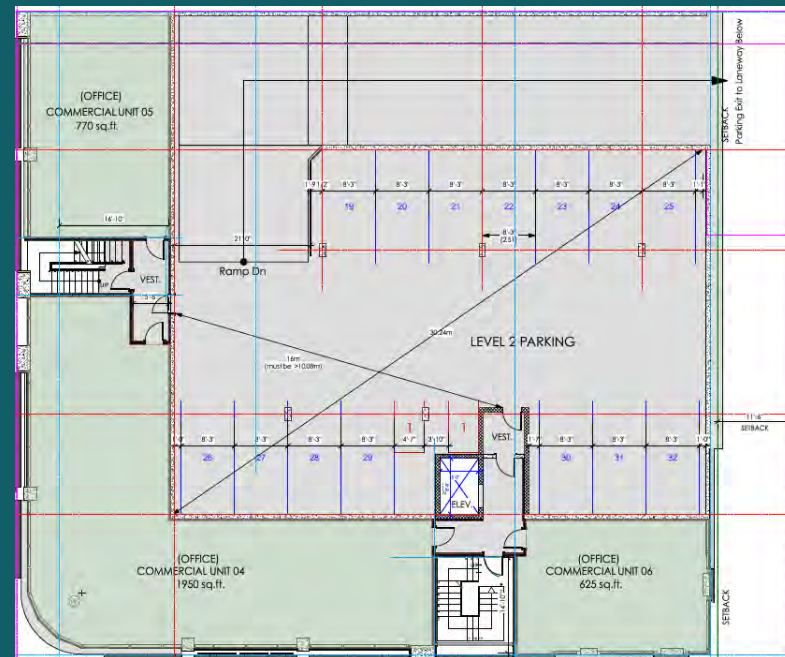 (OFFICE)
COMMERCIAL UNIT 05
770 sq.ft.
Parking Exit to Laneway Below
SETBACK
1'-9"
1'-2"
8'-3"
8'-3"
8'-3"
8'-3"
8'-3"
8'-3"
8'-3"
19
20
21
22
23
24
25
16'-10"
8'-3"
(2.51)
21'0"
Ramp Dn
VEST.
UP
30.24m
LEVEL 2 PARKING
16m
(must be >10.08m)
11'-6"
SETBACK
1'-0"
8'-3"
8'-3"
8'-3"
8'-3"
4'-7"
3'-10"
VEST.
1'-7"
8'-3"
8'-3"
8'-3"
1'-0"
26
27
28
29
1
1
30
31
32
ELEV.
(OFFICE)
COMMERCIAL UNIT 04
1950 sq.ft.
(OFFICE)
COMMERCIAL UNIT 06
625 sq.ft.
14'-10"
SETBACK